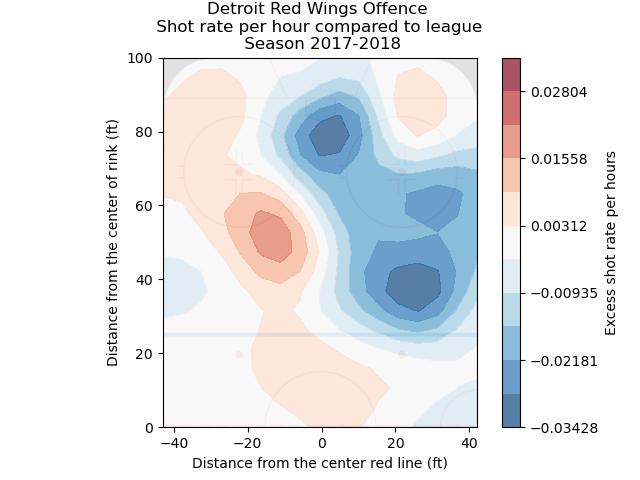 Detroit Red Wings Offence
Shot rate per hour compared to league
Season 2017-2018
100
80
60
40
20
0
Distance from the center of rink (ft)
−40
−20
0
20
40
Distance from the center red line (ft)
0.02804
0.01558
0.00312
−0.00935
−0.02181
−0.03428
Excess shot rate per hours